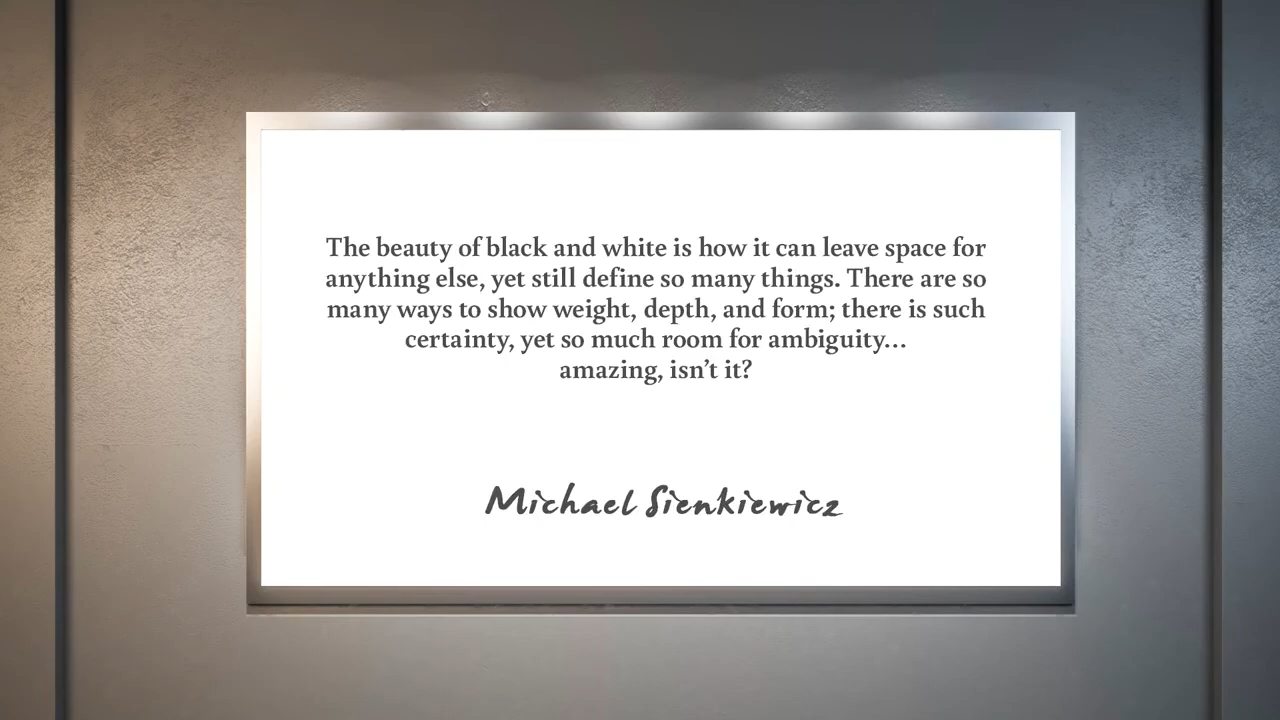 The beauty of black and white is how it can leave space for
anything else, yet still define so many things. There are so
many ways to show weight, depth, and form; there is such
certainty, yet so much room for ambiguity…
amazing, isn’t it?
Michael Sienkiewicz